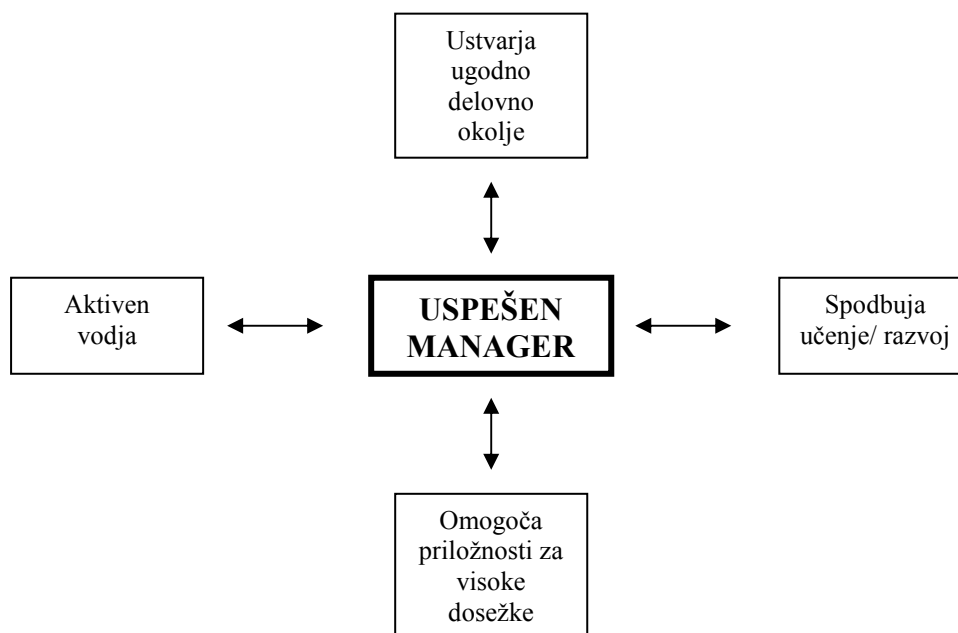 Ustvarja
ugodno
delovno
okolje
Aktiven
vodja
USPEŠEN
MANAGER
Spodbuja
učenje/ razvoj
Omogoča
priložnosti za
visoke
dosežke